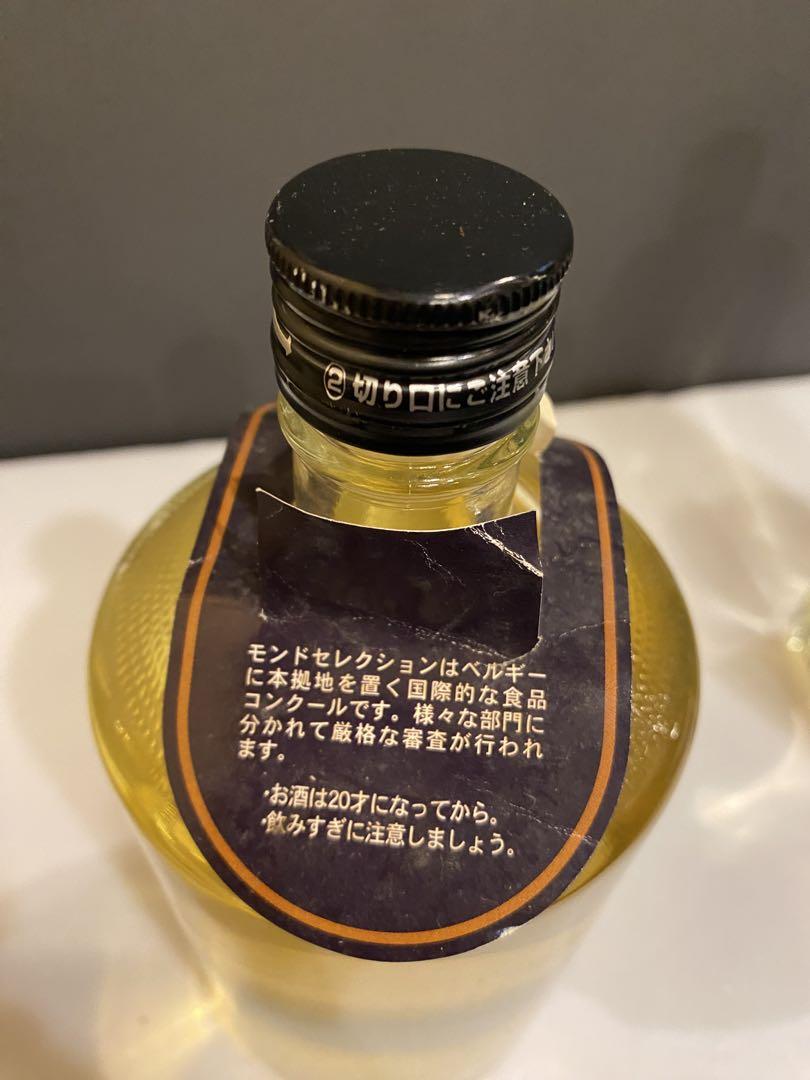 ②切り口にご注意下
モンドセレクションはベルギー
に本拠地を置く国際的な食品
コンクールです。様々な部門に
分かれて厳格な審査が行われ
ます。
・お酒は20才になってから。
・飲みすぎに注意しましょう。